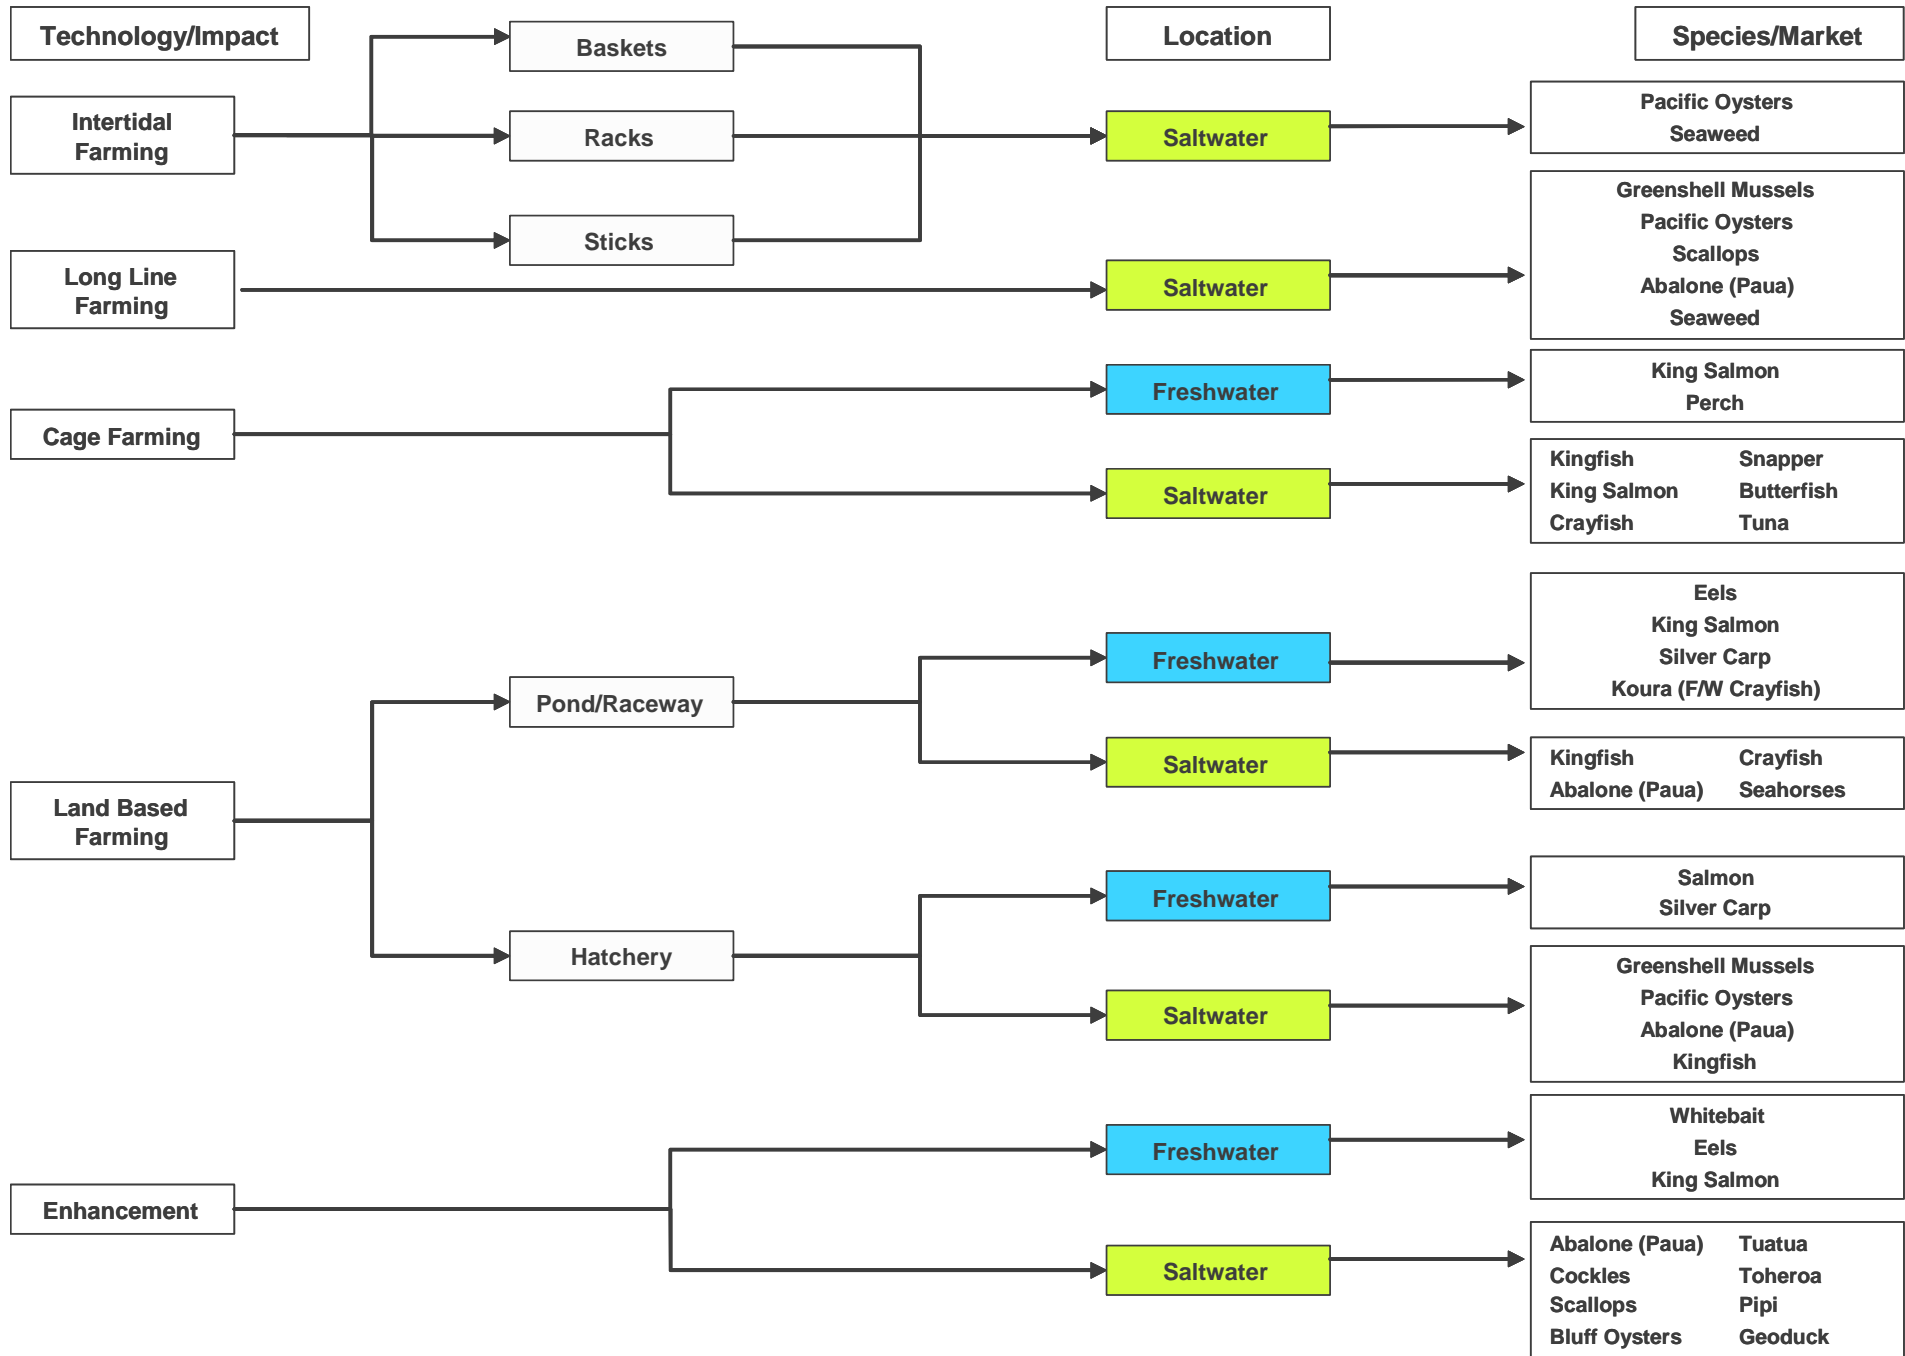 Technology/Impact
Location
Species/Market
Intertidal
Farming
Baskets
Racks
Sticks
Saltwater
Pacific Oysters
Seaweed
Long Line
Farming
Saltwater
Greenshell Mussels
Pacific Oysters
Scallops
Abalone (Paua)
Seaweed
Cage Farming
Freshwater
King Salmon
Perch
Saltwater
Kingfish Snapper
King Salmon Butterfish
Crayfish Tuna
Land Based
Farming
Pond/Raceway
Freshwater
Eels
King Salmon
Silver Carp
Koura (F/W Crayfish)
Saltwater
Kingfish Crayfish
Abalone (Paua) Seahorses
Hatchery
Freshwater
Salmon
Silver Carp
Saltwater
Greenshell Mussels
Pacific Oysters
Abalone (Paua)
Kingfish
Enhancement
Freshwater
Whitebait
Eels
King Salmon
Saltwater
Abalone (Paua) Tuatua
Cockles Toheroa
Scallops Pipi
Bluff Oysters Geoduck